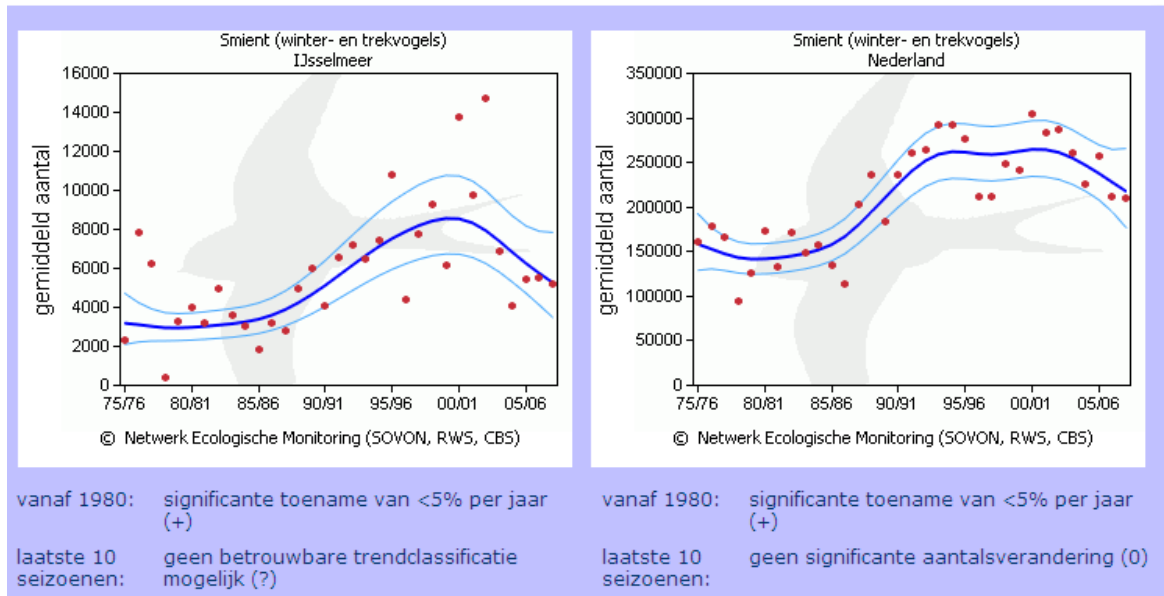 Smient (winter- en trekvogels)
IJsselmeer
gemiddeld aantal
16000
14000
12000
10000
8000
6000
4000
2000
0
75/76 80/81 85/86 90/91 95/96 00/01 05/06
© Netwerk Ecologische Monitoring (SOVON, RWS, CBS)
vanaf 1980: significante toename van <5% per jaar
(+)
laatste 10 geen betrouwbare trendclassificatie
seizoenen: mogelijk (?)
Smient (winter- en trekvogels)
Nederland
gemiddeld aantal
350000
300000
250000
200000
150000
100000
50000
0
75/76 80/81 85/86 90/91 95/96 00/01 05/06
© Netwerk Ecologische Monitoring (SOVON, RWS, CBS)
vanaf 1980: significante toename van <5% per jaar
(+)
laatste 10 geen significante aantalsverandering (0)
seizoenen: